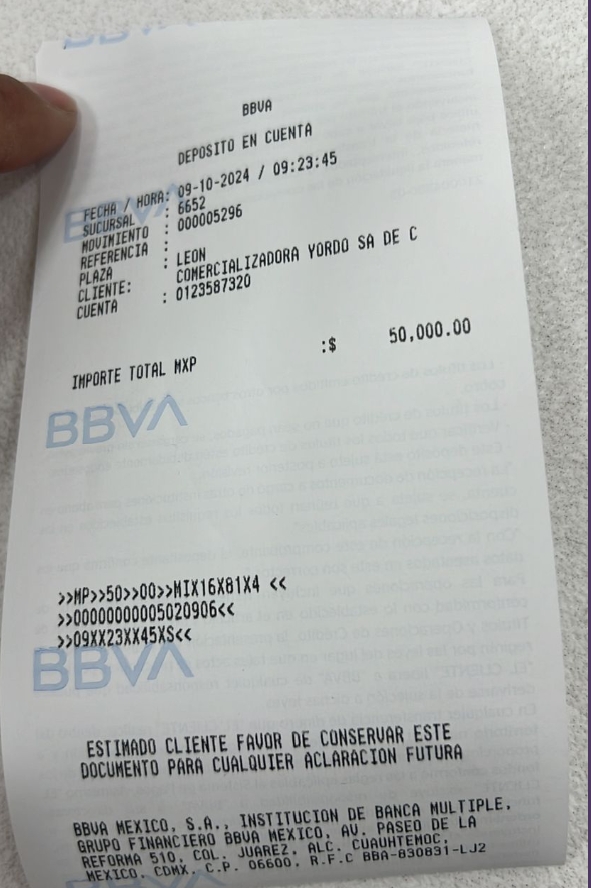 BBVA
BBVA
DEPOSITO EN CUENTA
FECHA / HORA: 09-10-2024 / 09:23:45
SUCURSAL : 6652
MOVIMIENTO : 000005296
REFERENCIA :
PLAZA : LEON
CLIENTE: COMERCIALIZADORA YORDO SA DE C
CUENTA : 0123587320
BBVA
IMPORTE TOTAL MXP :$ 50,000.00
BBVA
>>MP>>50>>00>>MIX16X81X4 <<
>>00000000005020906<<
>>09XX23XX45XS<<
BBVA
ESTIMADO CLIENTE FAVOR DE CONSERVAR ESTE
DOCUMENTO PARA CUALQUIER ACLARACION FUTURA
BBVA MEXICO, S.A., INSTITUCION DE BANCA MULTIPLE,
GRUPO FINANCIERO BBVA MEXICO, AV. PASEO DE LA
REFORMA 510, COL. JUAREZ, ALC. CUAUHTEMOC,
MEXICO, CDMX. C.P. 06600, R.F.C BBA-830831-LJ2